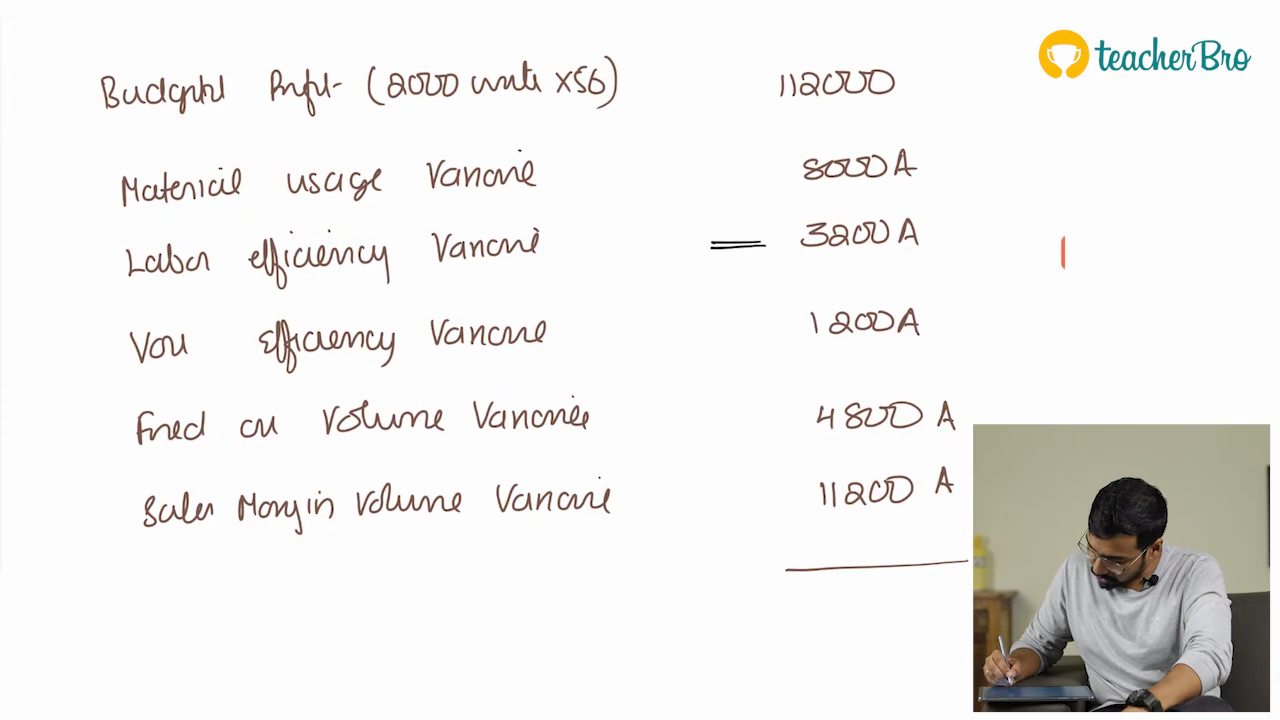 teacherBro
Budgeted Profit (2000 units X56) 112000
Material usage Variance 8000 A
Labor efficiency Variance 3200 A
VOH Efficiency Variance 1200 A
Fixed OH Volume Variance 4800 A
Sales Margin Volume Variance 11200 A